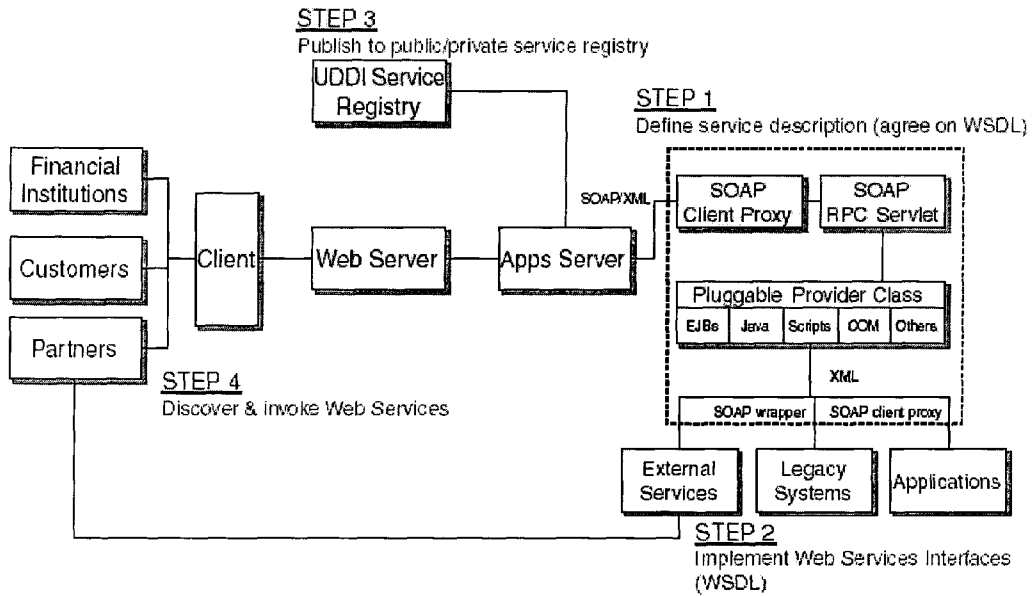 STEP 3
Publish to public/private service registry
UDDI Service
Registry
STEP 1
Define service description (agree on WSDL)
Financial
Institutions
Customers
Partners
Client
Web Server
Apps Server
SOAP/XML
SOAP
Client Proxy
SOAP
RPC Servlet
Pluggable Provider Class
EJBs
Java
Scripts
COM
Others
XML
SOAP wrapper
SOAP client proxy
STEP 4
Discover & invoke Web Services
External
Services
Legacy
Systems
Applications
STEP 2
Implement Web Services Interfaces
(WSDL)